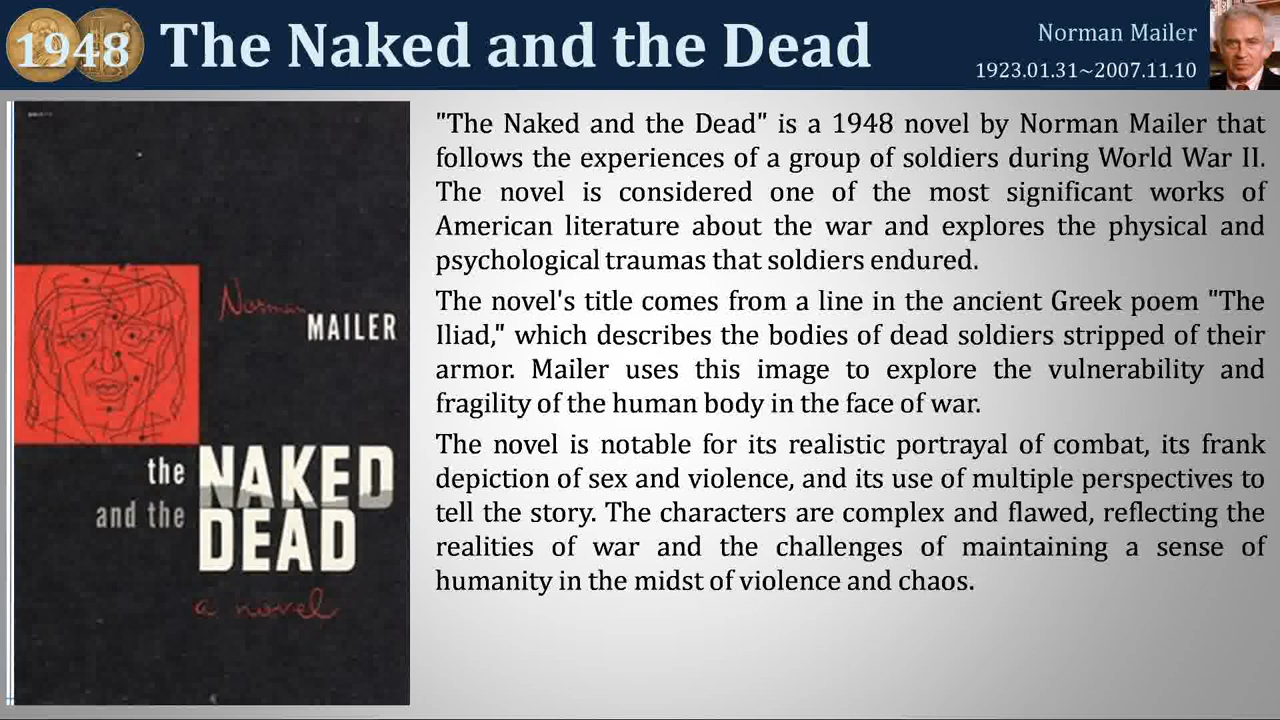 1948 The Naked and the Dead
Norman Mailer
1923.01.31~2007.11.10
Norman
MAILER
the NAKED
and the DEAD
a novel
"The Naked and the Dead" is a 1948 novel by Norman Mailer that
follows the experiences of a group of soldiers during World War II.
The novel is considered one of the most significant works of
American literature about the war and explores the physical and
psychological traumas that soldiers endured.
The novel's title comes from a line in the ancient Greek poem "The
Iliad," which describes the bodies of dead soldiers stripped of their
armor. Mailer uses this image to explore the vulnerability and
fragility of the human body in the face of war.
The novel is notable for its realistic portrayal of combat, its frank
depiction of sex and violence, and its use of multiple perspectives to
tell the story. The characters are complex and flawed, reflecting the
realities of war and the challenges of maintaining a sense of
humanity in the midst of violence and chaos.